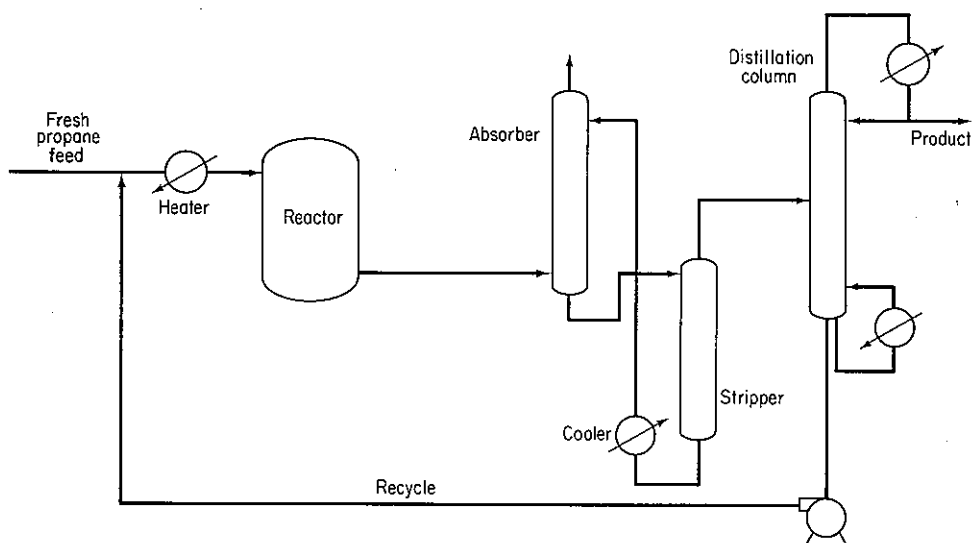 Distillation
column
Fresh
propane
feed
Absorber
Product
Heater
Reactor
Stripper
Cooler
Recycle